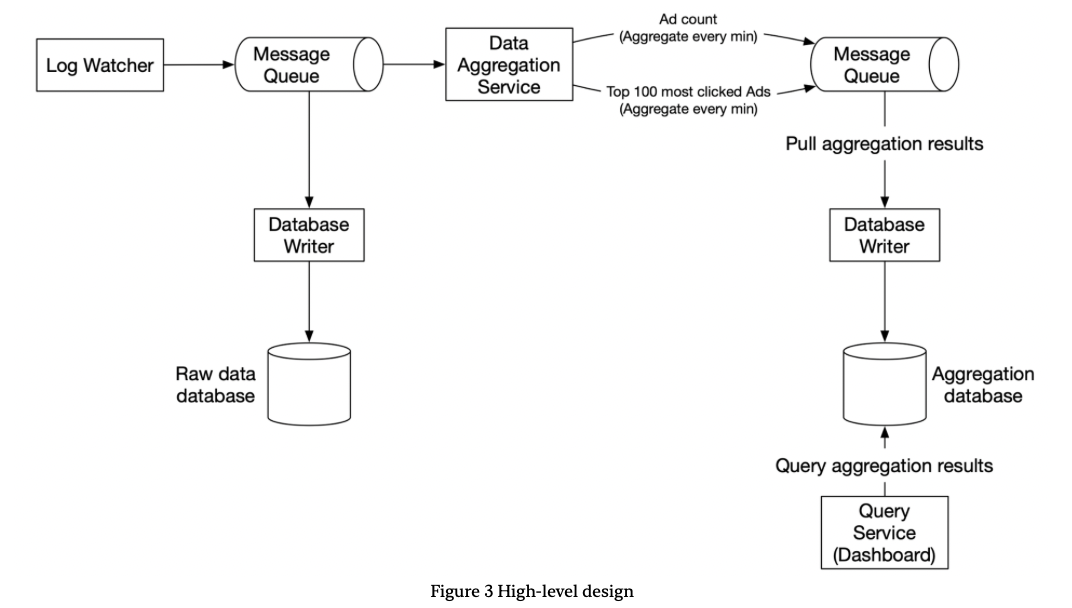 Log Watcher
Message
Queue
Data
Aggregation
Service
Ad count
(Aggregate every min)
Top 100 most clicked Ads
(Aggregate every min)
Message
Queue
Pull aggregation results
Database
Writer
Database
Writer
Raw data
database
Aggregation
database
Query aggregation results
Query
Service
(Dashboard)
Figure 3 High-level design